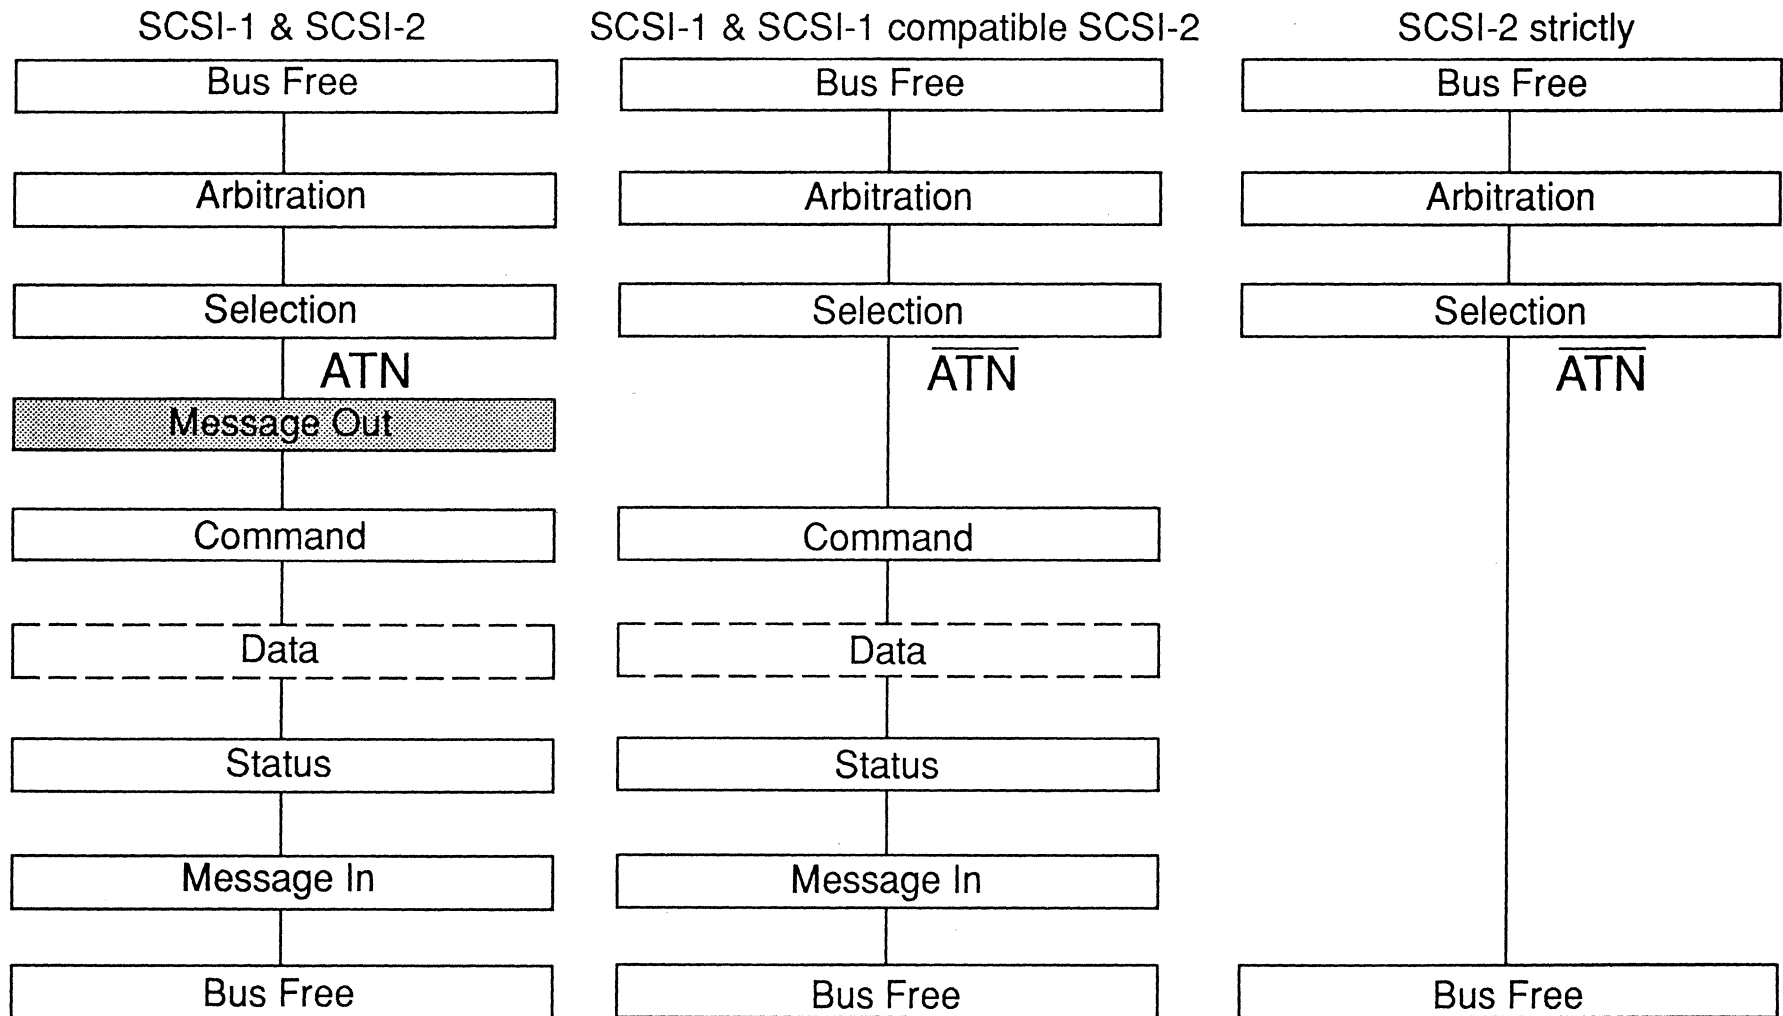 SCSI-1 & SCSI-2
Bus Free
Arbitration
Selection
ATN
Message Out
Command
Data
Status
Message In
Bus Free
SCSI-1 & SCSI-1 compatible SCSI-2
Bus Free
Arbitration
Selection
A̅T̅N̅
Command
Data
Status
Message In
Bus Free
SCSI-2 strictly
Bus Free
Arbitration
Selection
A̅T̅N̅
Bus Free